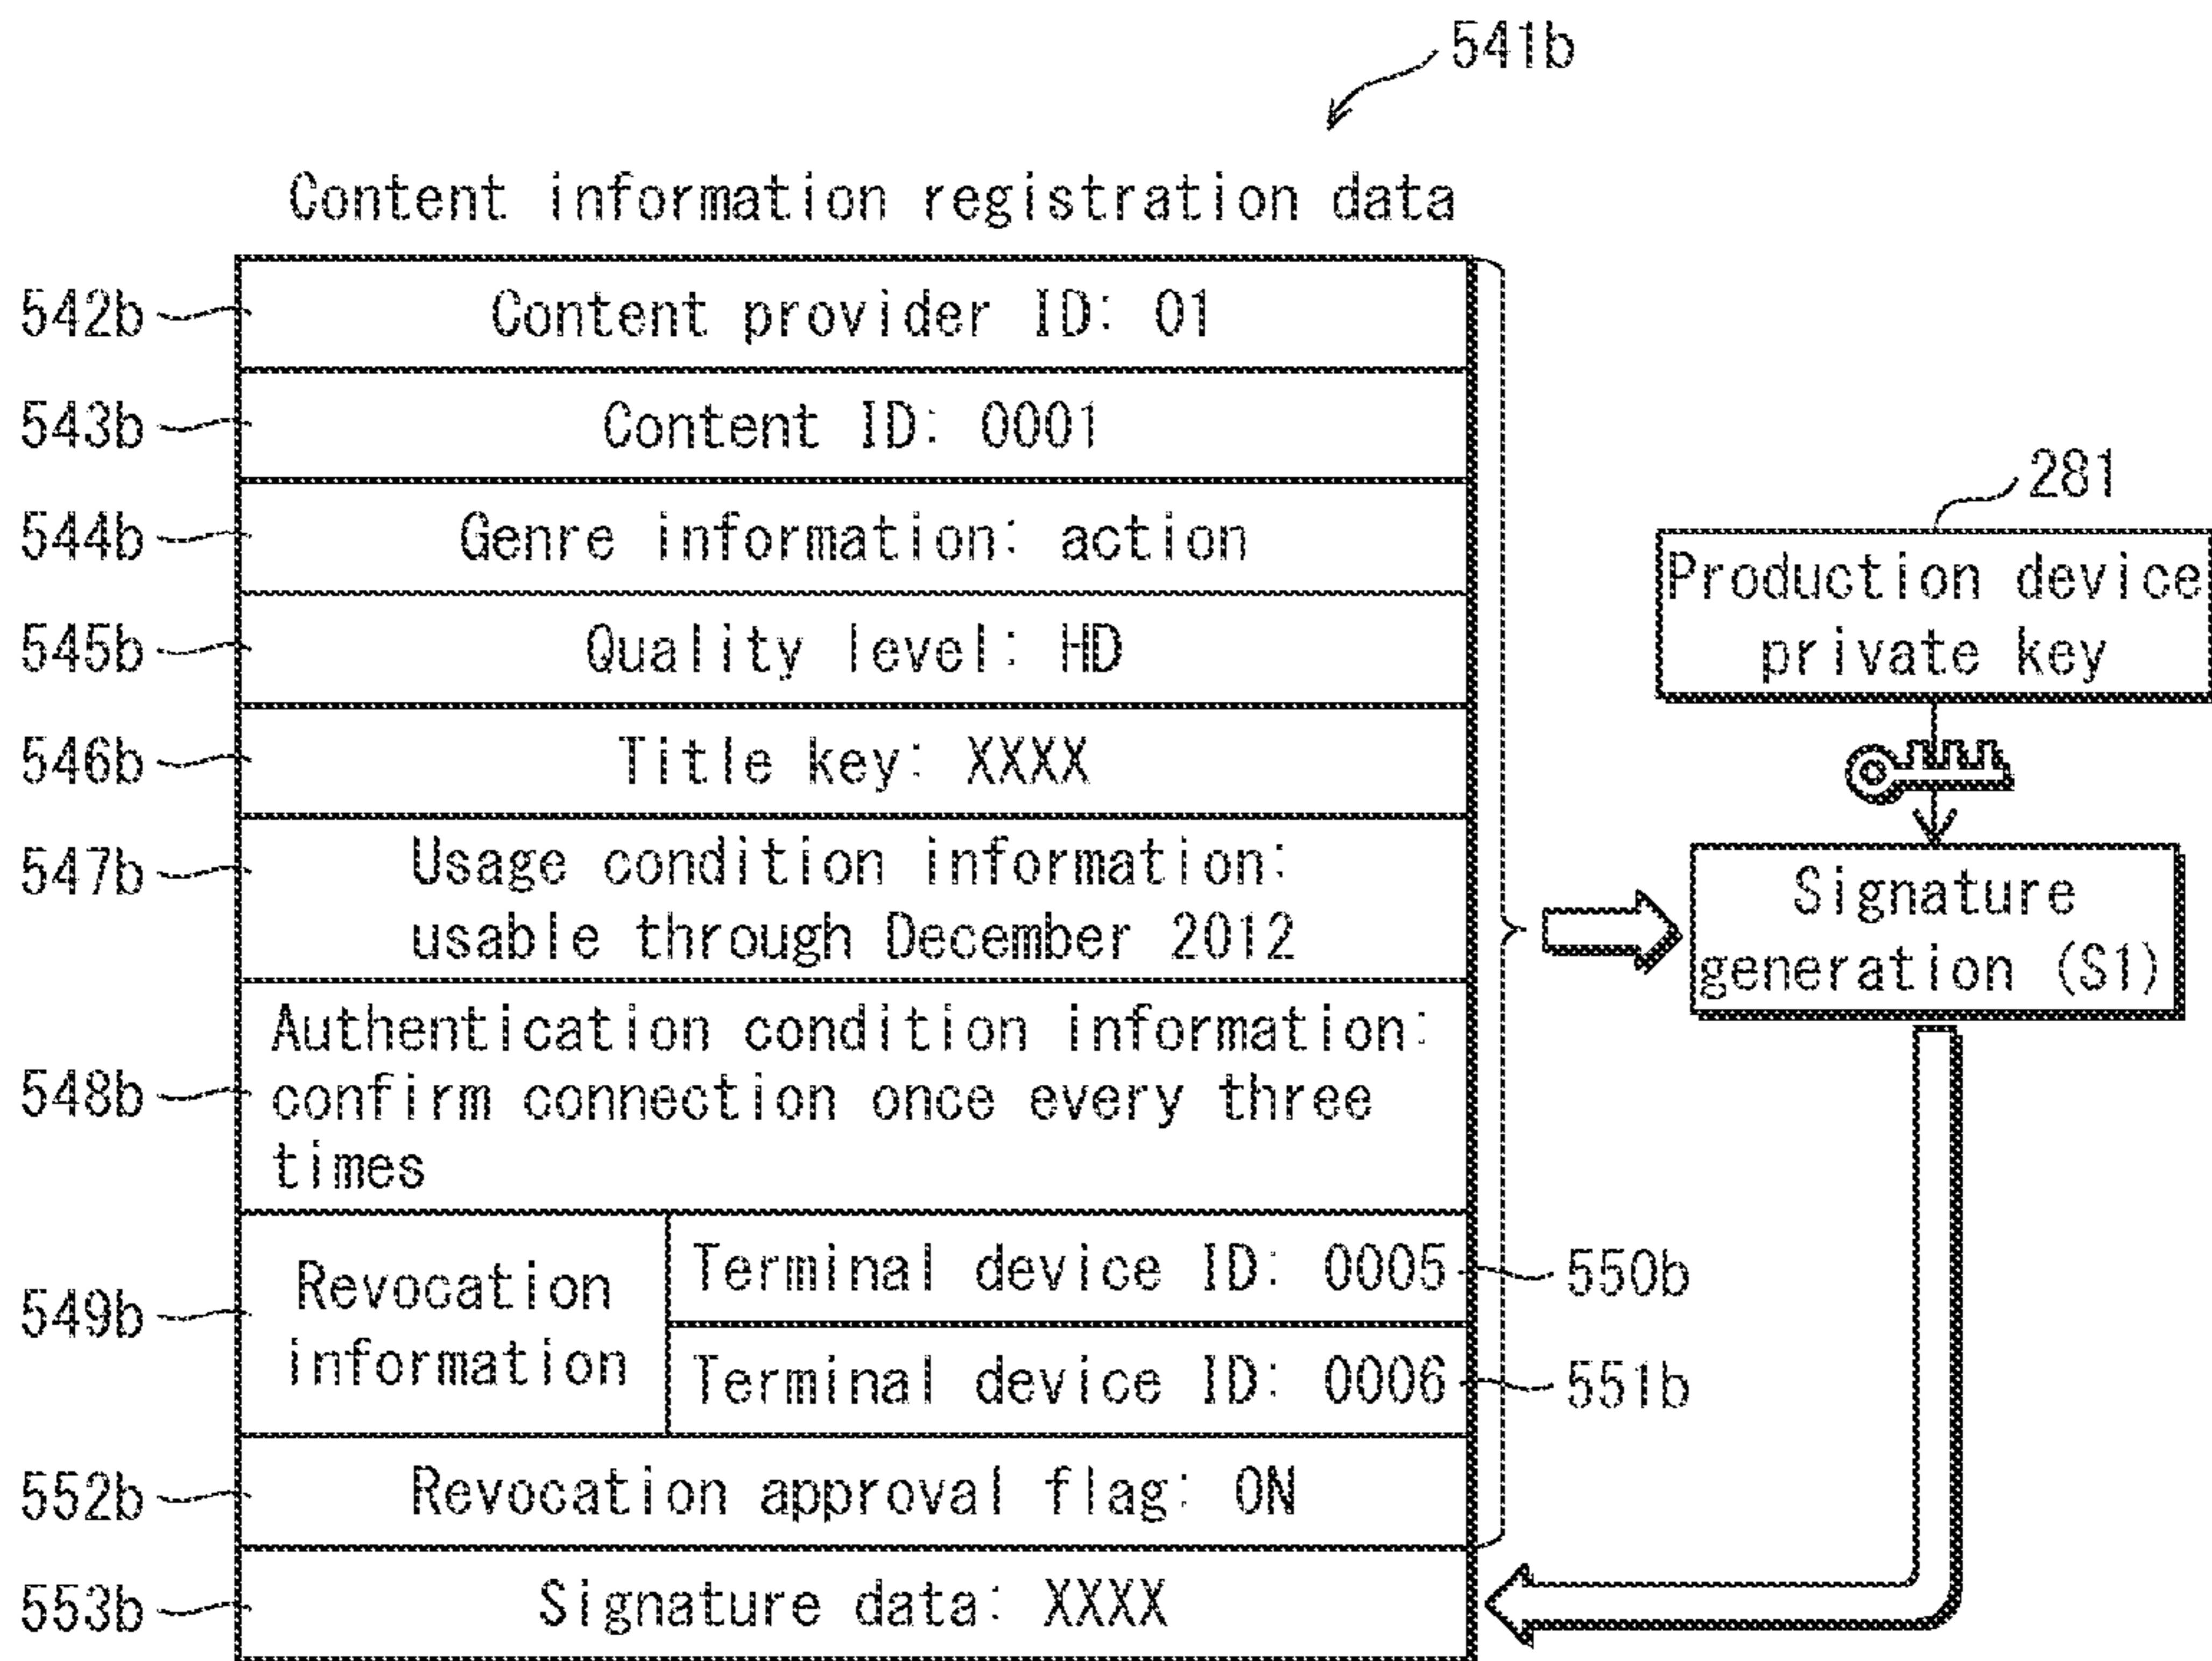 541b
Content information registration data
542b
Content provider ID: 01
543b
Content ID: 0001
544b
Genre information: action
545b
Quality level: HD
546b
Title key: XXXX
547b
Usage condition information:
usable through December 2012
548b
Authentication condition information:
confirm connection once every three
times
549b
Revocation
information
Terminal device ID: 0005
550b
Terminal device ID: 0006
551b
552b
Revocation approval flag: ON
553b
Signature data: XXXX
281
Production device
private key
Signature
generation (S1)